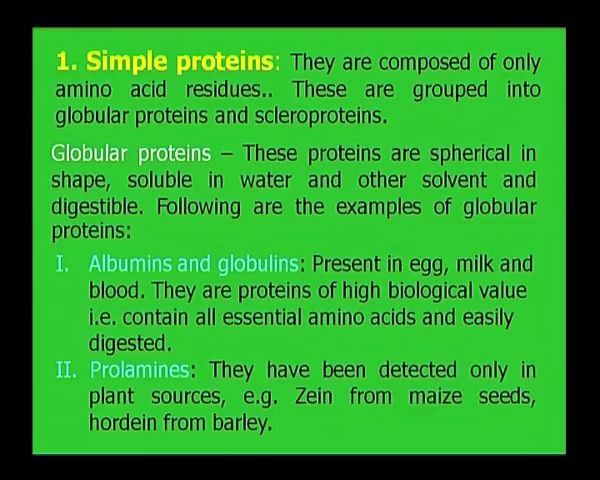 1. Simple proteins: They are composed of only
amino acid residues.. These are grouped into
globular proteins and scleroproteins.
Globular proteins – These proteins are spherical in
shape, soluble in water and other solvent and
digestible. Following are the examples of globular
proteins:
I. Albumins and globulins: Present in egg, milk and
blood. They are proteins of high biological value
i.e. contain all essential amino acids and easily
digested.
II. Prolamines: They have been detected only in
plant sources, e.g. Zein from maize seeds,
hordein from barley.